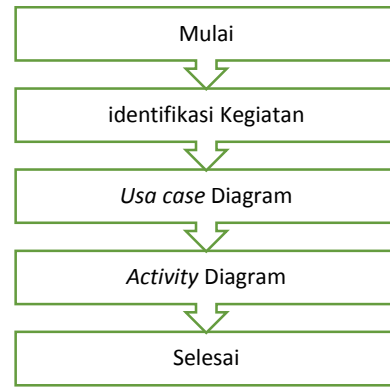 Mulai
identifikasi Kegiatan
Usa case Diagram
Activity Diagram
Selesai